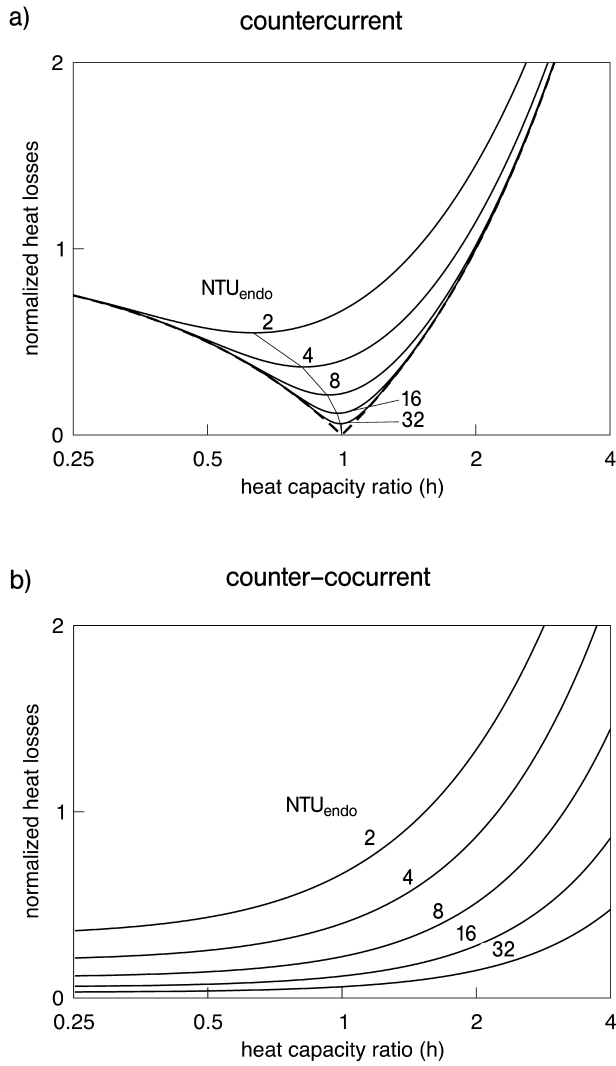 a)
countercurrent
2
1
0
normalized heat losses
NTUendo
2
4
8
16
32
0.25 0.5 1 2 4
heat capacity ratio (h)
b)
counter–cocurrent
2
1
0
normalized heat losses
NTUendo
2
4
8
16
32
0.25 0.5 1 2 4
heat capacity ratio (h)